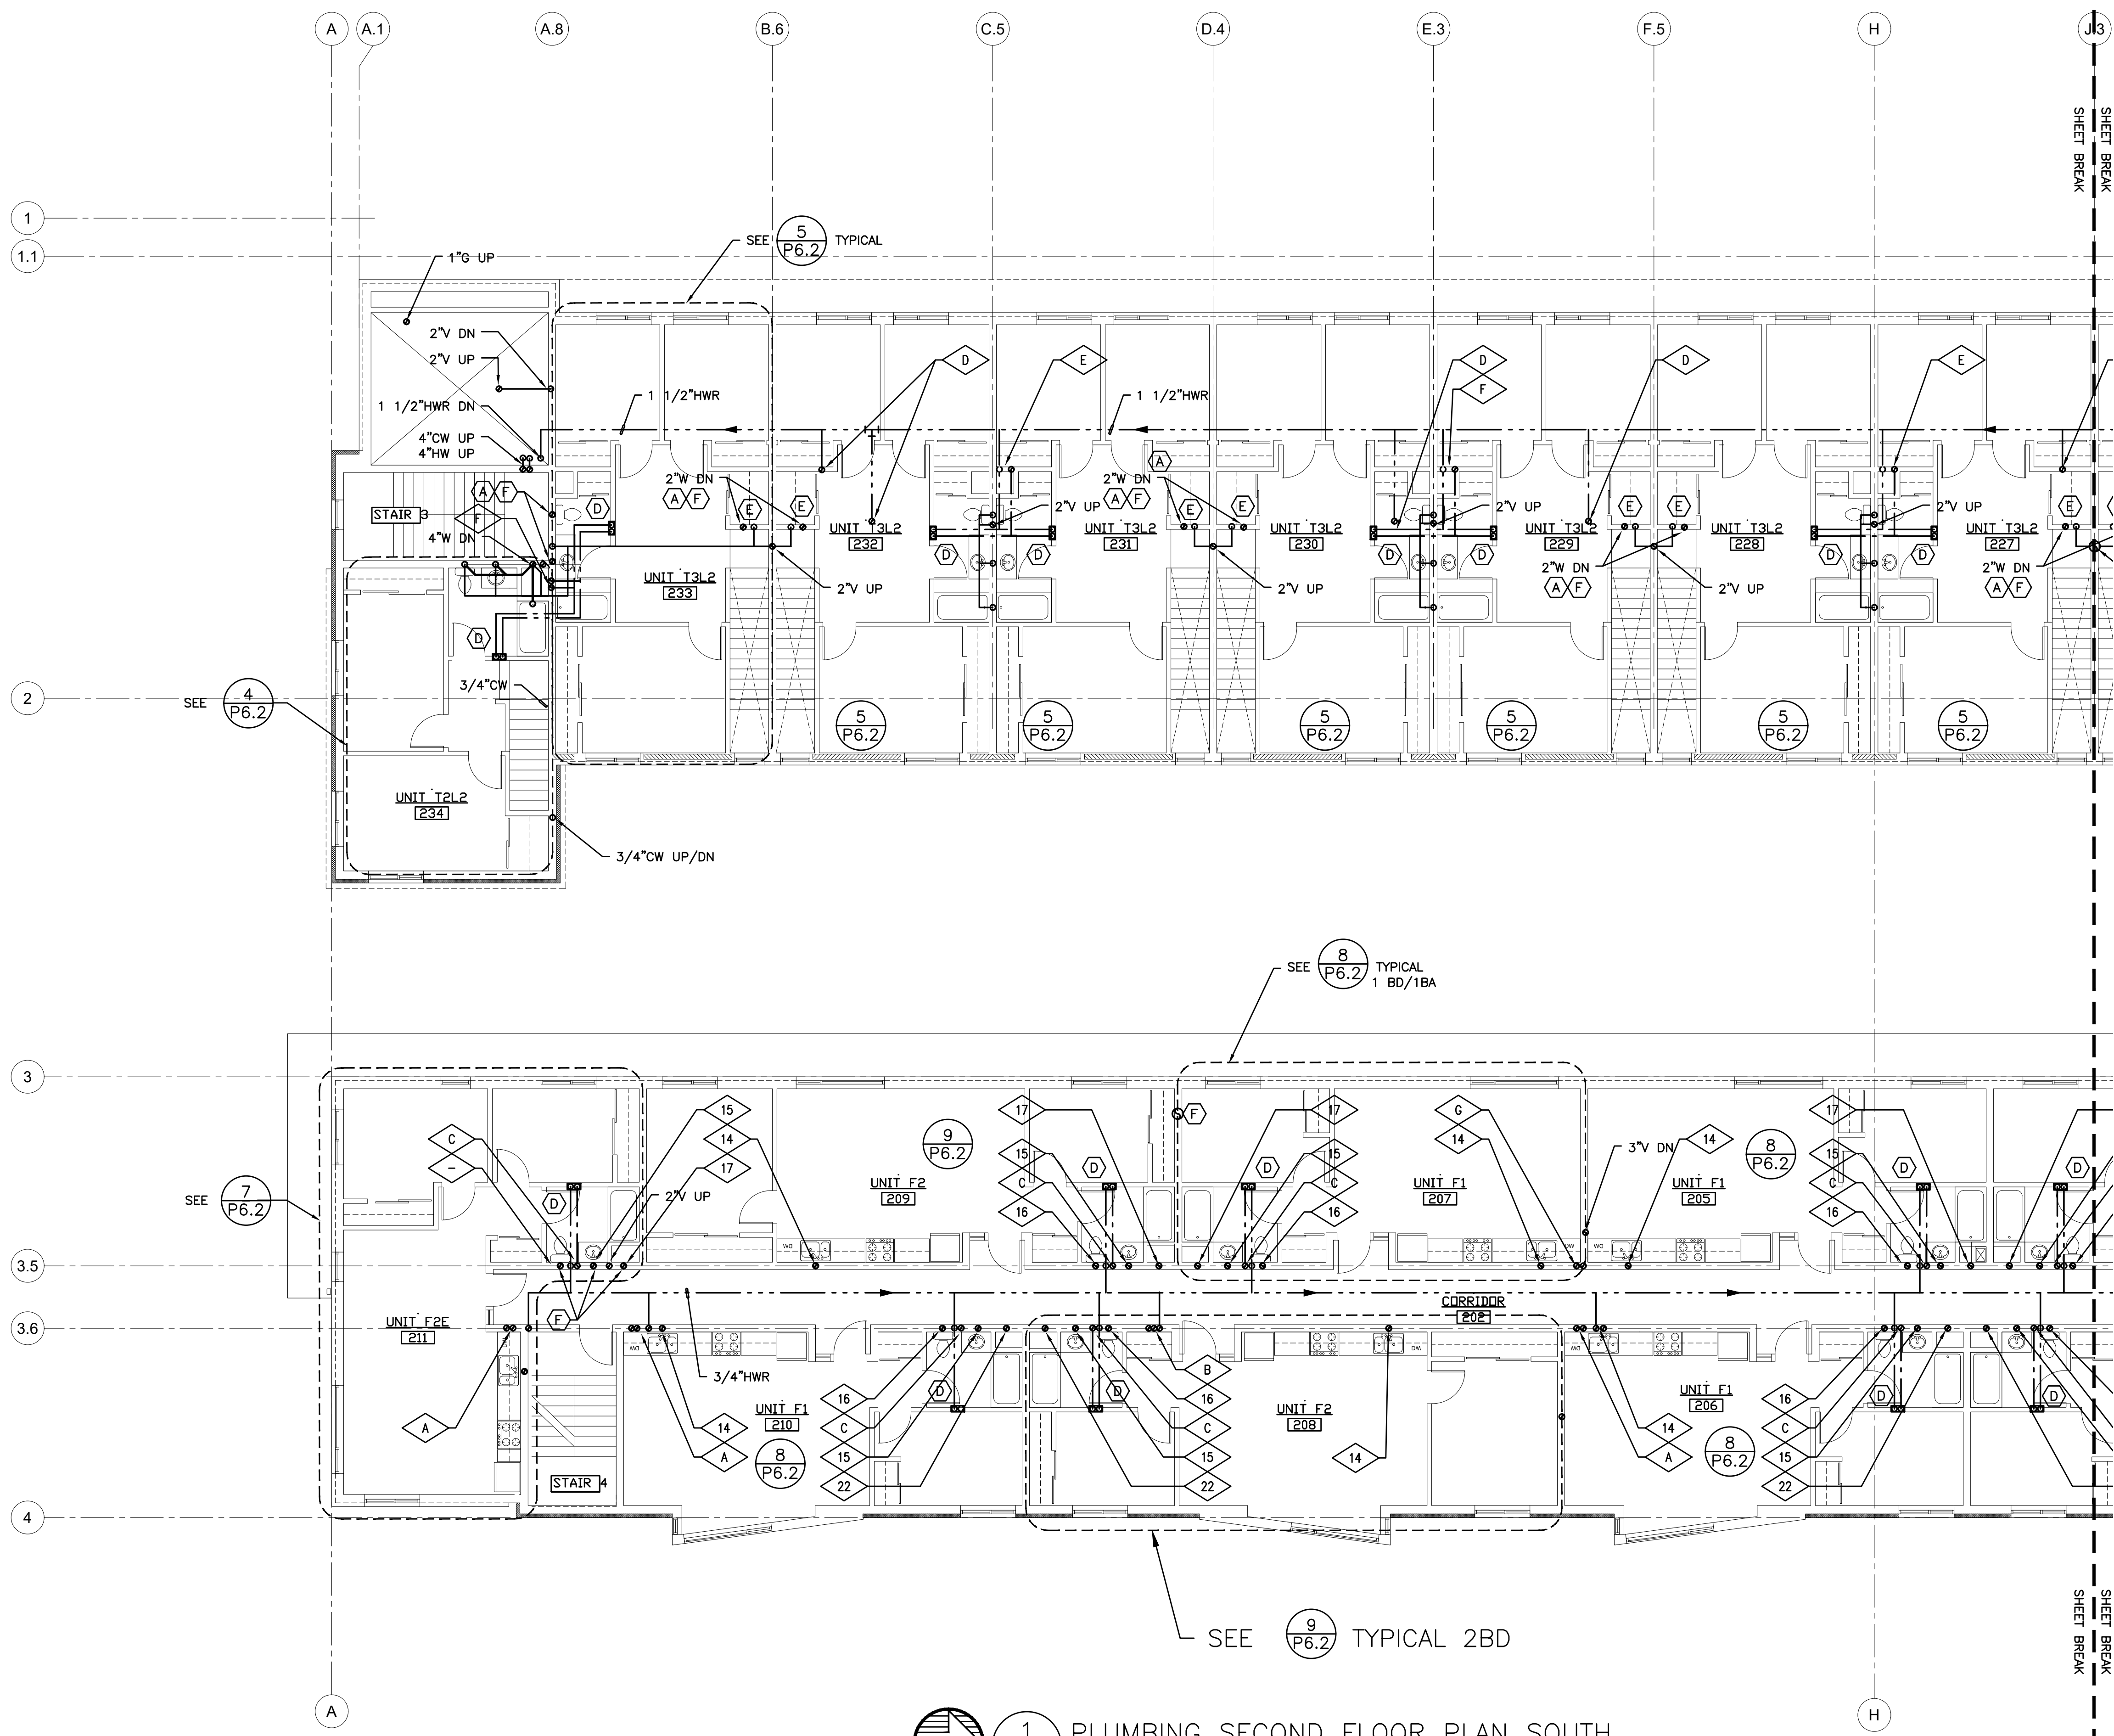 A
A.1
A.8
B.6
C.5
D.4
E.3
F.5
H
J.3
SHEET BREAK
SHEET BREAK
1
1.1
SEE 5 P6.2 TYPICAL
1"G UP
2"V DN
2"V UP
1 1/2"HWR DN
4"CW UP
4"HW UP
1 1/2"HWR
D
E
1 1/2"HWR
D
F
D
E
A F
STAIR 3
F
4"W DN
D
2"W DN
A F
E
E
UNIT T3L2
232
D
2"V UP
D
A
2"W DN
A F
UNIT T3L2
231
E
E
UNIT T3L2
230
D
2"V UP
D
UNIT T3L2
229
2"W DN
A F
E
E
UNIT T3L2
228
D
2"V UP
D
UNIT T3L2
227
2"W DN
A F
E
UNIT T3L2
233
2"V UP
2"V UP
2"V UP
D
3/4"CW
2
SEE 4 P6.2
5 P6.2
5 P6.2
5 P6.2
5 P6.2
5 P6.2
5 P6.2
UNIT T2L2
234
3/4"CW UP/DN
SEE 8 P6.2 TYPICAL
1 BD/1BA
3
C
-
15
14
17
2"V UP
D
9 P6.2
UNIT F2
209
17
15
C
16
D
F
D
17
15
C
16
G
14
UNIT F1
207
3"V DN
14
UNIT F1
205
8 P6.2
17
15
C
16
D
D
SEE 7 P6.2
DW
DW
DW
3.5
3.6
F
CORRIDOR
202
UNIT F2E
211
A
STAIR 4
DW
3/4"HWR
14
A
UNIT F1
210
8 P6.2
16
C
15
22
D
D
B
16
C
15
22
UNIT F2
208
DW
14
DW
UNIT F1
206
14
A
8 P6.2
16
C
15
22
D
D
4
SEE 9 P6.2 TYPICAL 2BD
SHEET BREAK
SHEET BREAK
A
H
1 PLUMBING SECOND FLOOR PLAN SOUTH